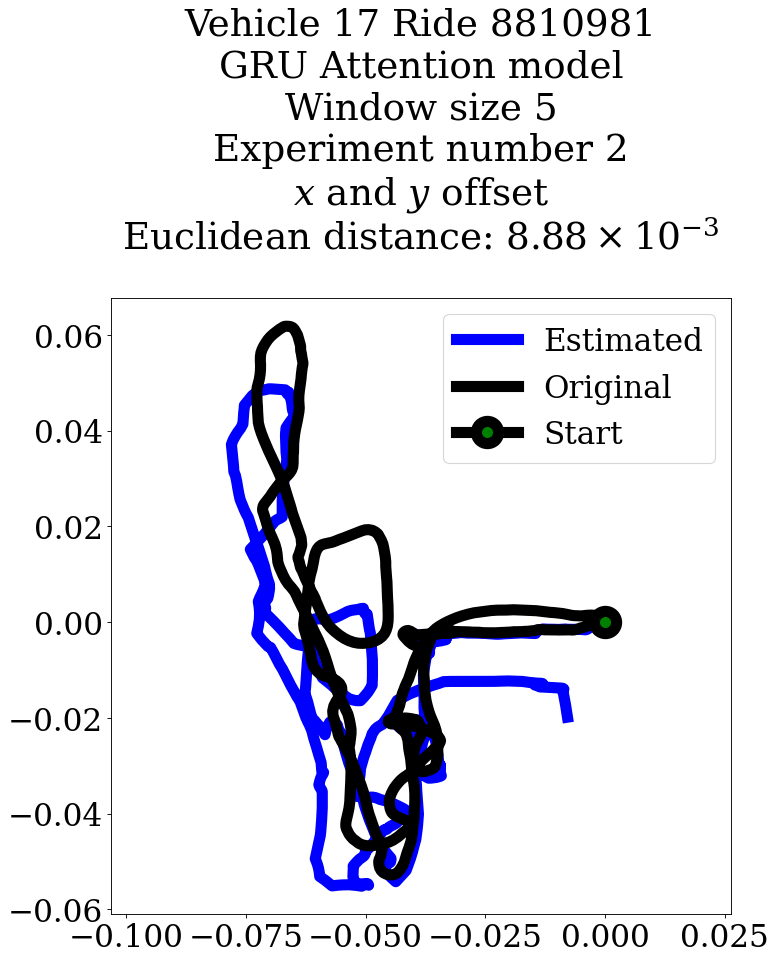 Vehicle 17 Ride 8810981
GRU Attention model
Window size 5
Experiment number 2
x and y offset
Euclidean distance: 8.88 × 10⁻³
Estimated
Original
Start
0.06
0.04
0.02
0.00
−0.02
−0.04
−0.06
−0.100 −0.075 −0.050 −0.025 0.000 0.025